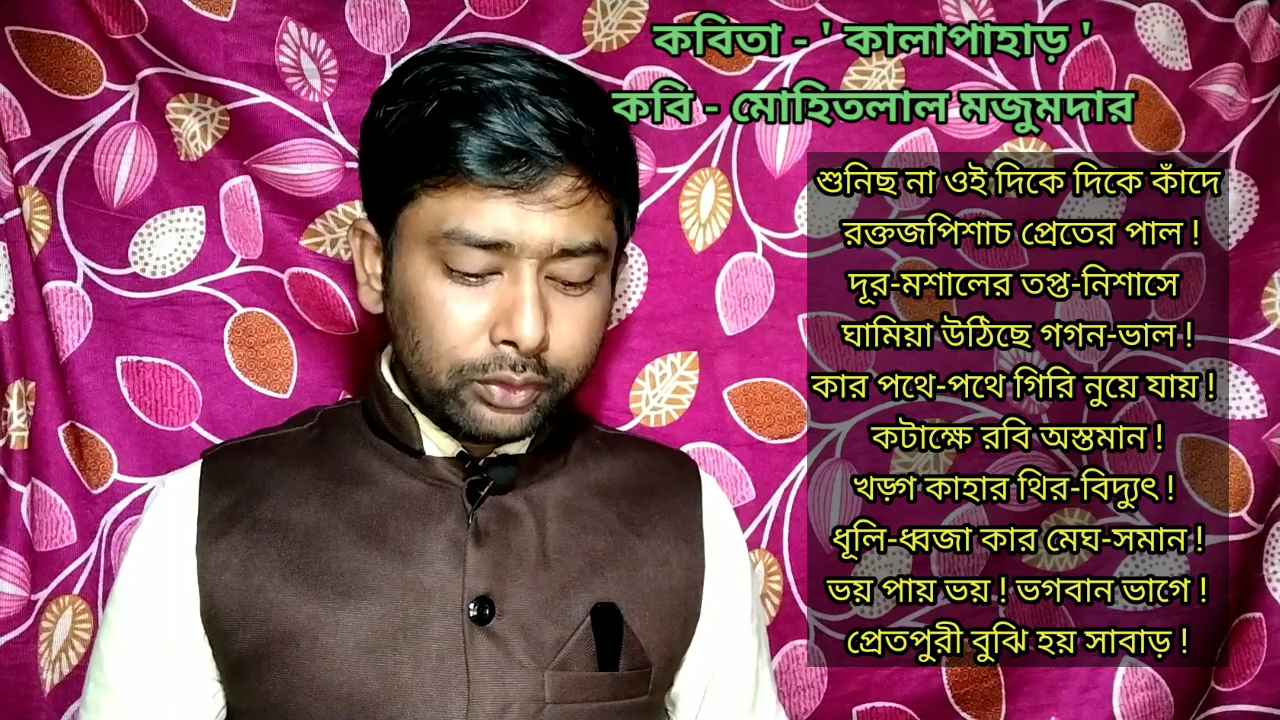 কবিতা - ' কালাপাহাড় '
কবি - মোহিতলাল মজুমদার
শুনিছ না ওই দিকে দিকে কাঁদে
রক্তজপিশাচ প্রেতের পাল !
দূর-মশালের তপ্ত-নিশাসে
ঘামিয়া উঠিছে গগন-ভাল !
কার পথে-পথে গিরি নুয়ে যায় !
কটাক্ষে রবি অস্তমান !
খড়্গ কাহার থির-বিদ্যুৎ !
ধূলি-ধ্বজা কার মেঘ-সমান !
ভয় পায় ভয় ! ভগবান ভাগে !
প্রেতপুরী বুঝি হয় সাবাড় !